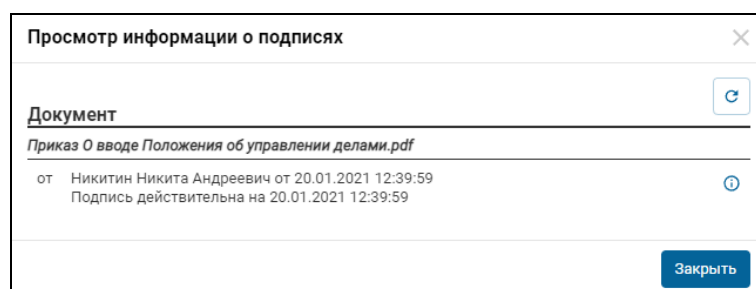 Просмотр информации о подписях
Документ
Приказ О вводе Положения об управлении делами.pdf
от Никитин Никита Андреевич от 20.01.2021 12:39:59
Подпись действительна на 20.01.2021 12:39:59
Закрыть